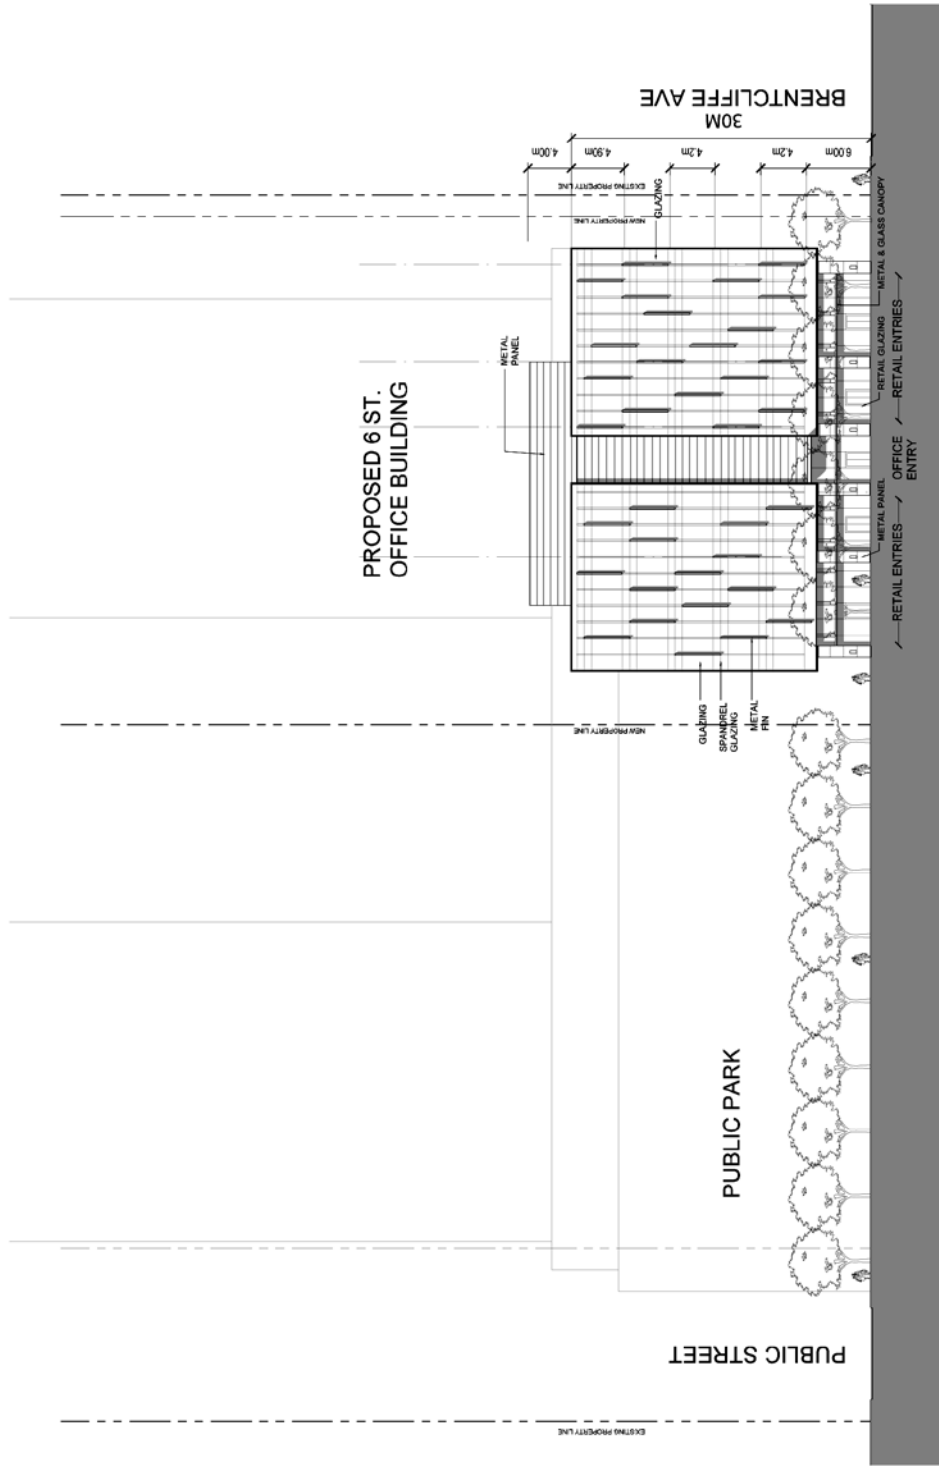 PROPOSED 6 ST.
OFFICE BUILDING
PUBLIC PARK
PUBLIC STREET
BRENTCLIFFE AVE
30M
4.00m
4.90m
4.2m
4.2m
6.00m
EXISTING PROPERTY LINE
NEW PROPERTY LINE
NEW PROPERTY LINE
EXISTING PROPERTY LINE
METAL
PANEL
GLAZING
GLAZING
SPANDREL
GLAZING
METAL
FIN
RETAIL ENTRIES
METAL PANEL
OFFICE
ENTRY
RETAIL GLAZING
RETAIL ENTRIES
METAL & GLASS CANOPY